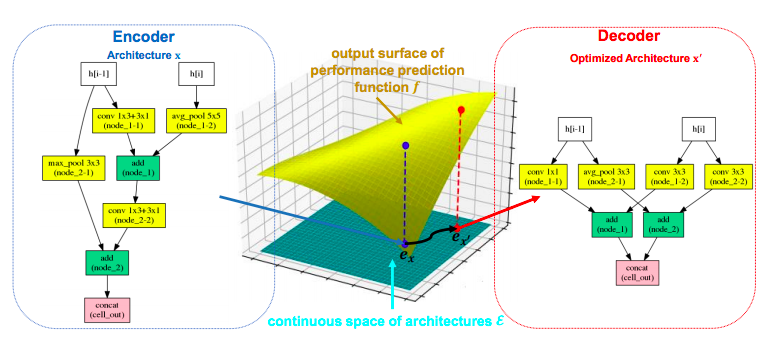 Encoder
Architecture x
h[i-1]
h[i]
conv 1x3+3x1
(node_1-1)
avg_pool 5x5
(node_1-2)
max_pool 3x3
(node_2-1)
add
(node_1)
conv 1x3+3x1
(node_2-2)
add
(node_2)
concat
(cell_out)
output surface of
performance prediction
function f
e_x
e_x′
continuous space of architectures ℰ
Decoder
Optimized Architecture x′
h[i-1]
h[i]
conv 1x1
(node_1-1)
avg_pool 3x3
(node_2-1)
conv 3x3
(node_1-2)
conv 3x3
(node_2-2)
add
(node_1)
add
(node_2)
concat
(cell_out)